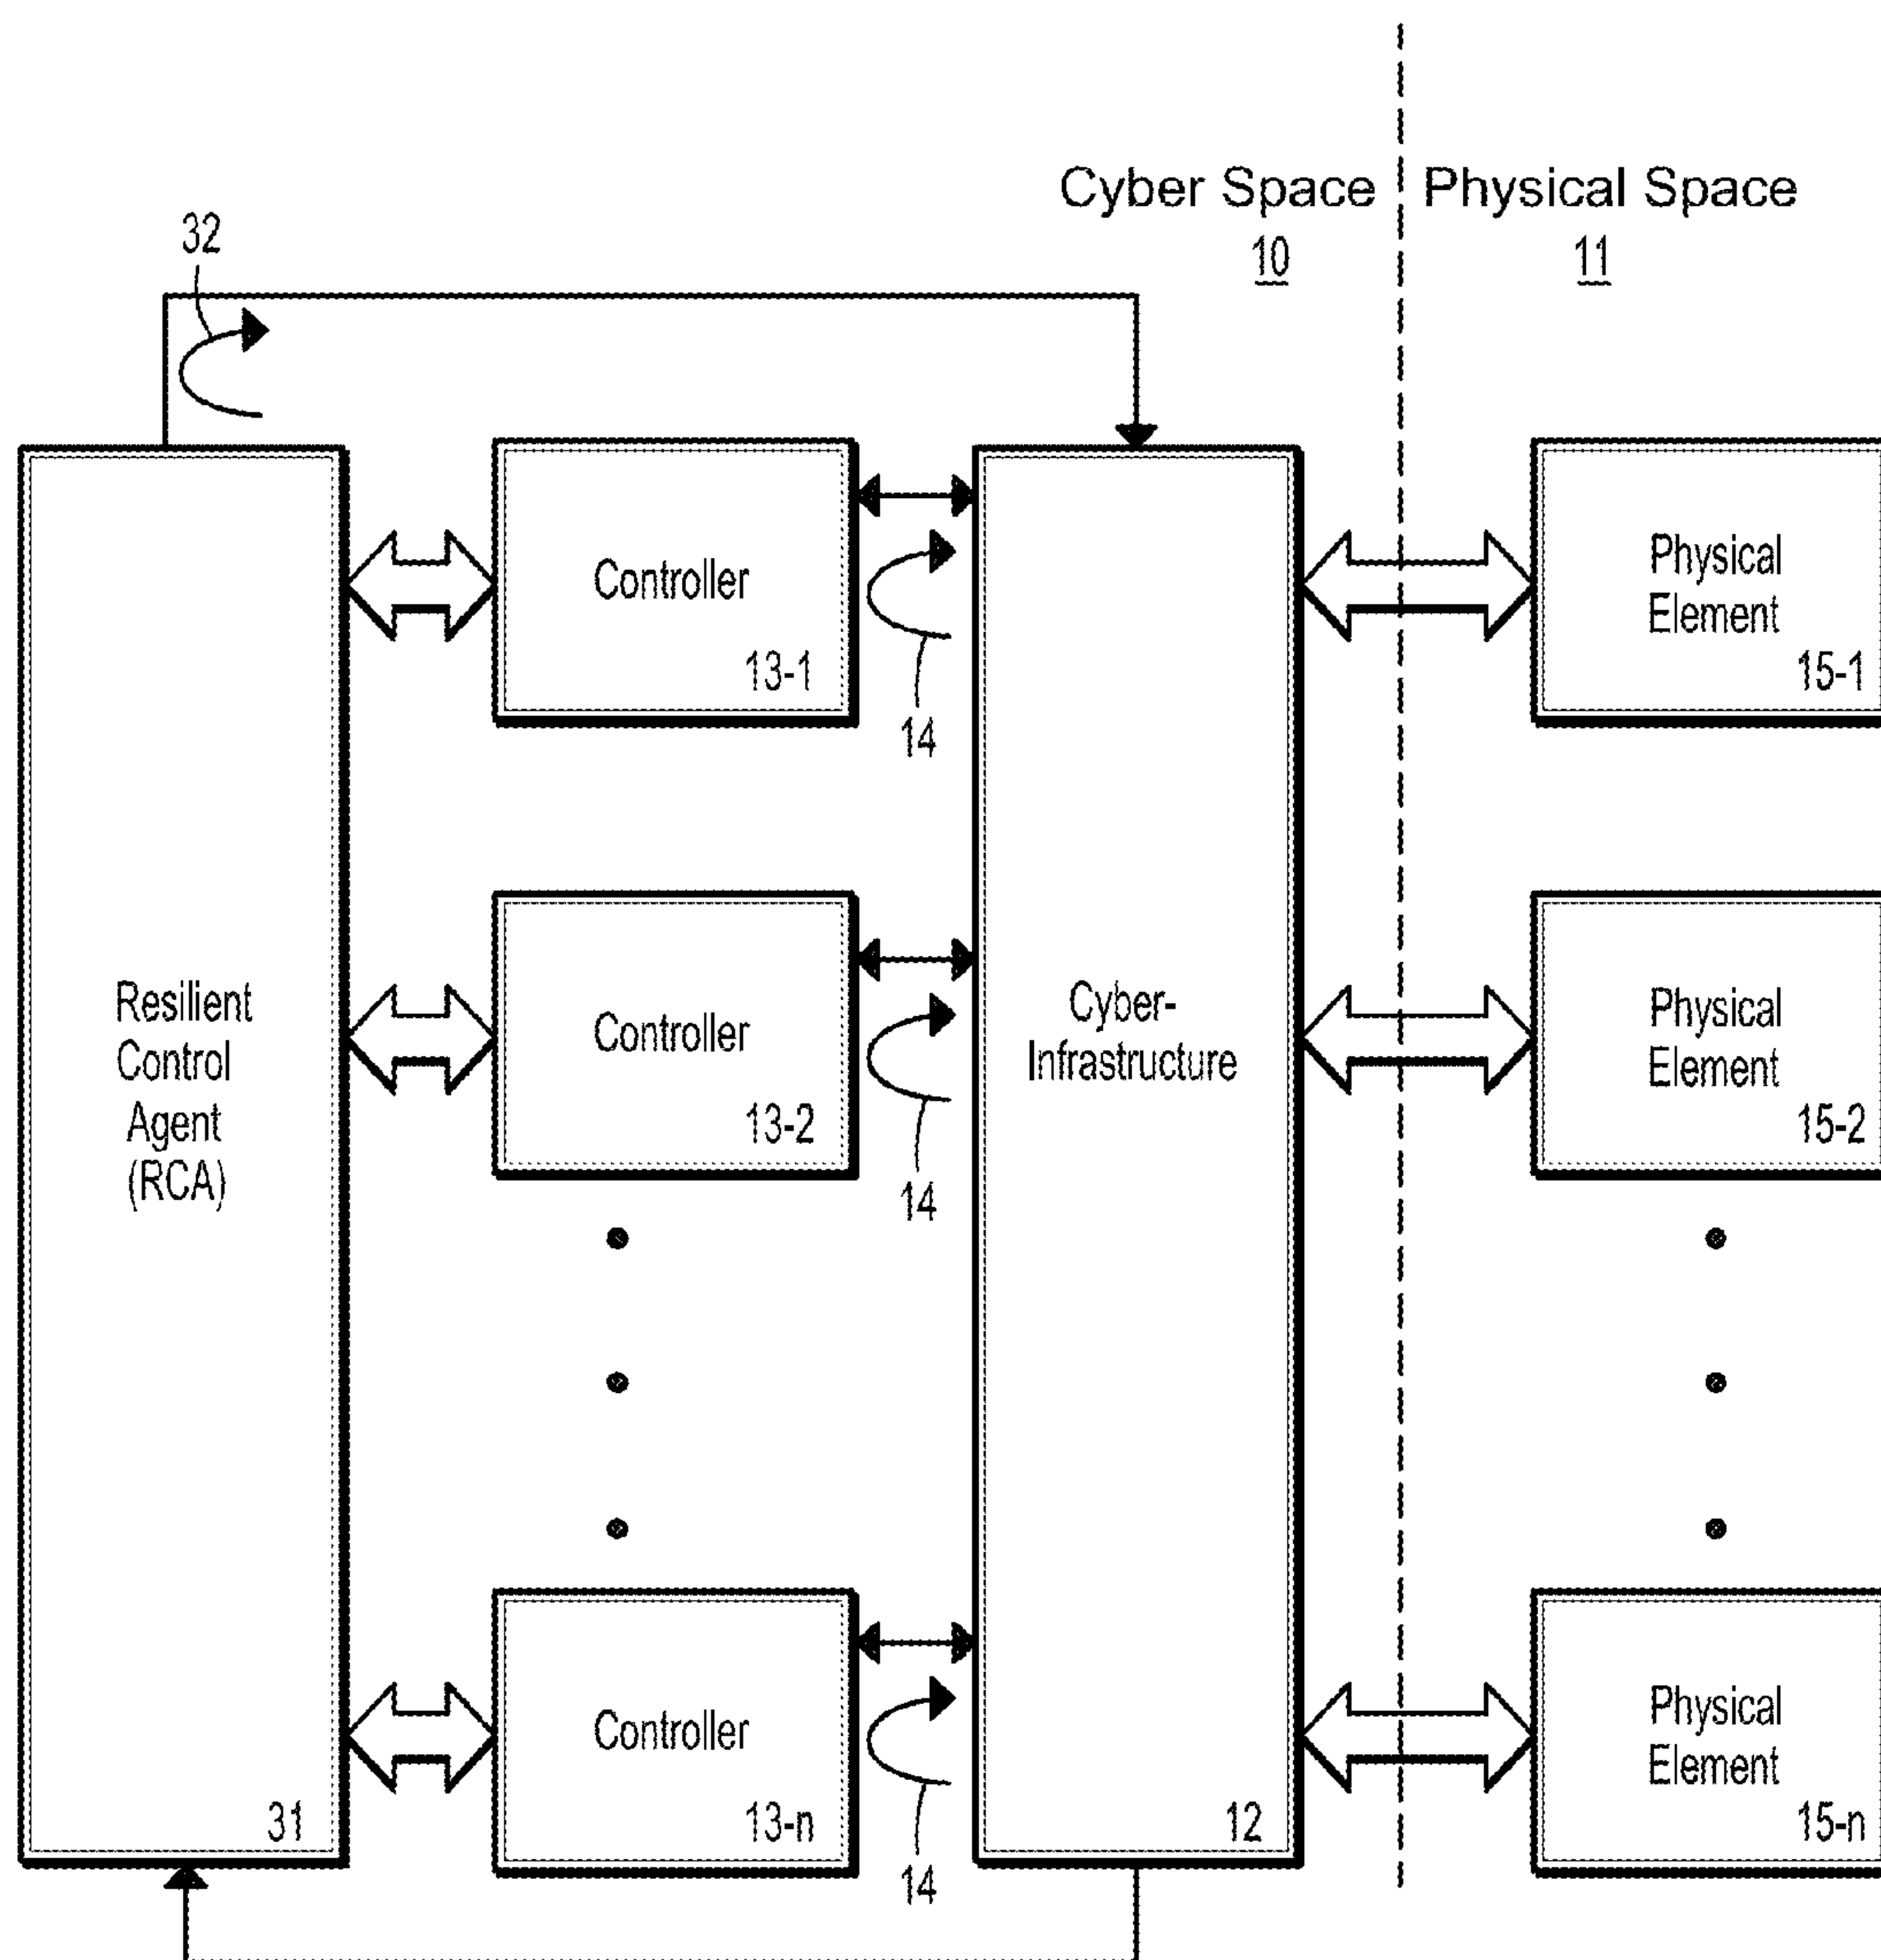 Cyber Space
Physical Space
10
11
32
Resilient
Control
Agent
(RCA)
31
Controller
13-1
14
Controller
13-2
14
Controller
13-n
14
Cyber-
Infrastructure
12
Physical
Element
15-1
Physical
Element
15-2
Physical
Element
15-n